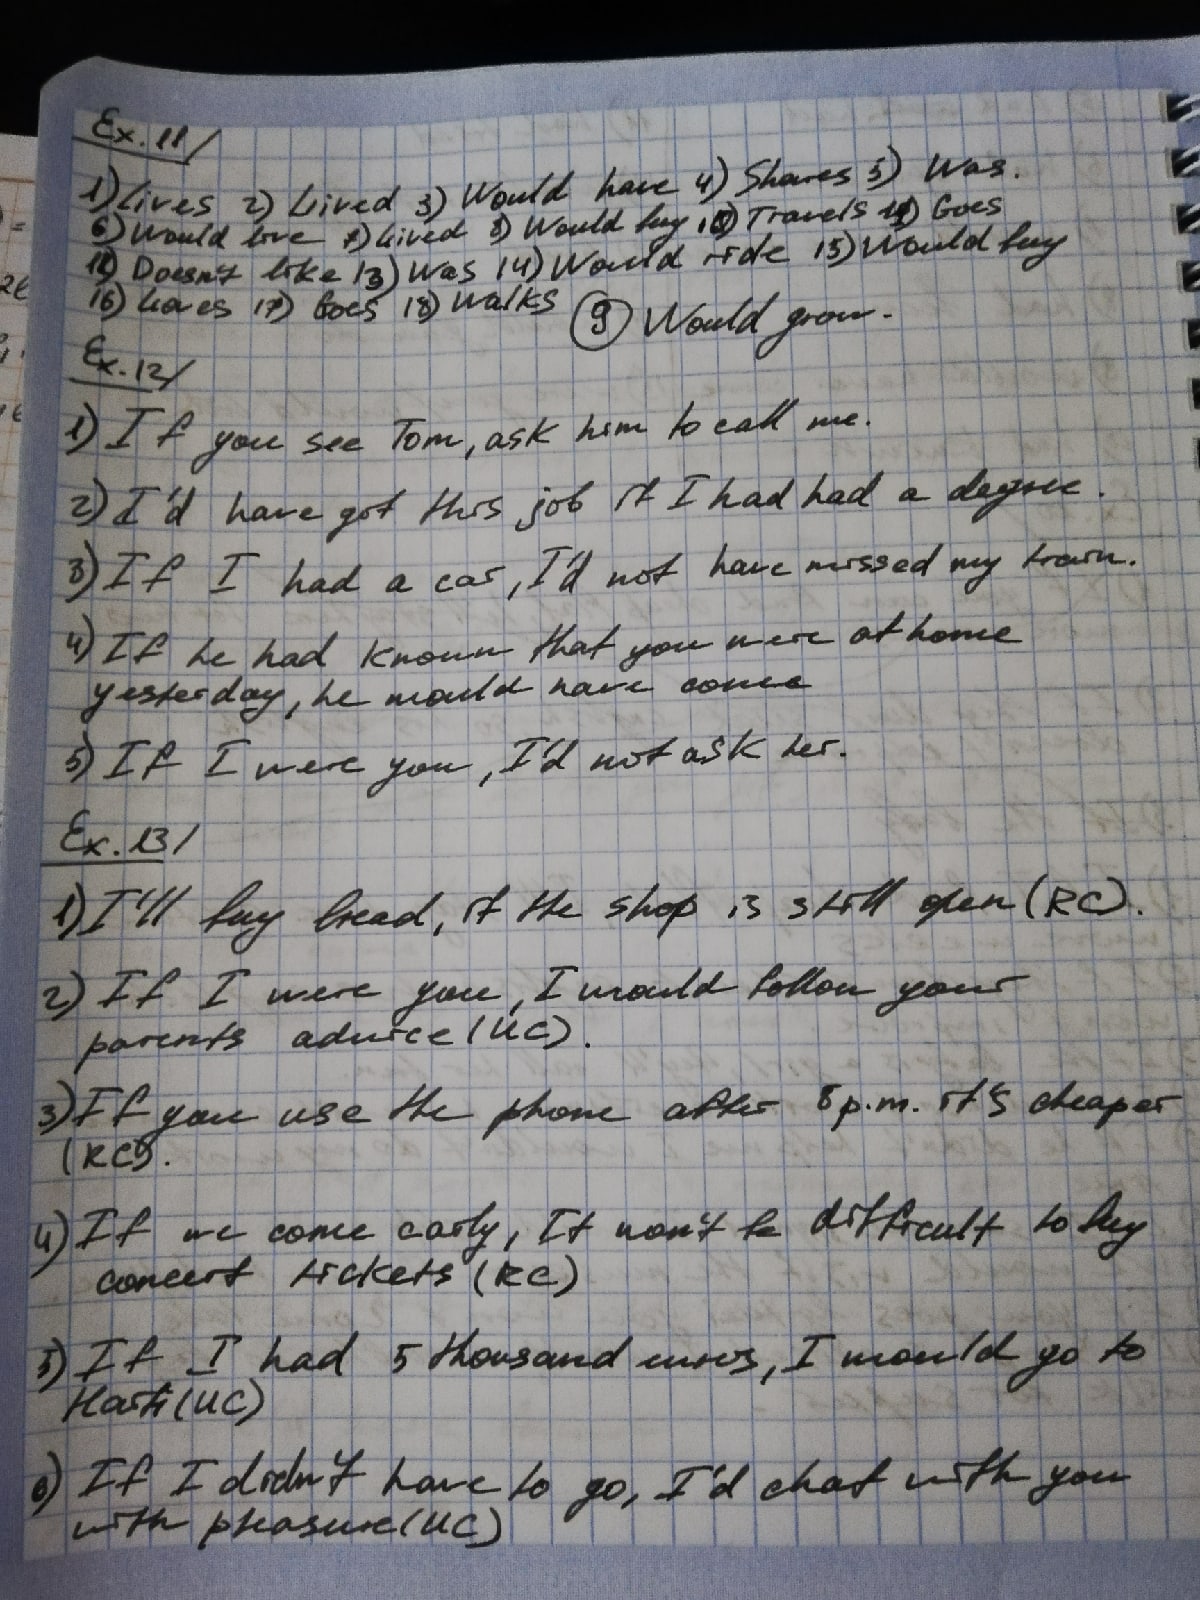 Ex. 11/
1) Lives 2) Lived 3) Would have 4) Shares 5) Was.
6) Would live 7) Lived 8) Would buy 10) Travels 11) Goes
12) Doesn't like 13) Was 14) Would ride 15) Would buy
16) Loves 17) Goes 18) Walks 9 Would grow.
Ex. 12/
1) If you see Tom, ask him to call me.
2) I'd have got this job if I had had a degree.
3) If I had a car, I'd not have missed my train.
4) If he had known that you were at home
yesterday, he would have come
5) If I were you, I'd not ask her.
Ex. 13/
1) I'll buy bread, if the shop is still open (RC).
2) If I were you, I would follow your
parents advice (UC).
3) If you use the phone after 8 p.m. it's cheaper
(RC).
4) If we come early, It won't be difficult to buy
concert tickets (RC)
5) If I had 5 thousand euros, I would go to
Haiti (UC)
6) If I didn't have to go, I'd chat with you
with pleasure (UC)